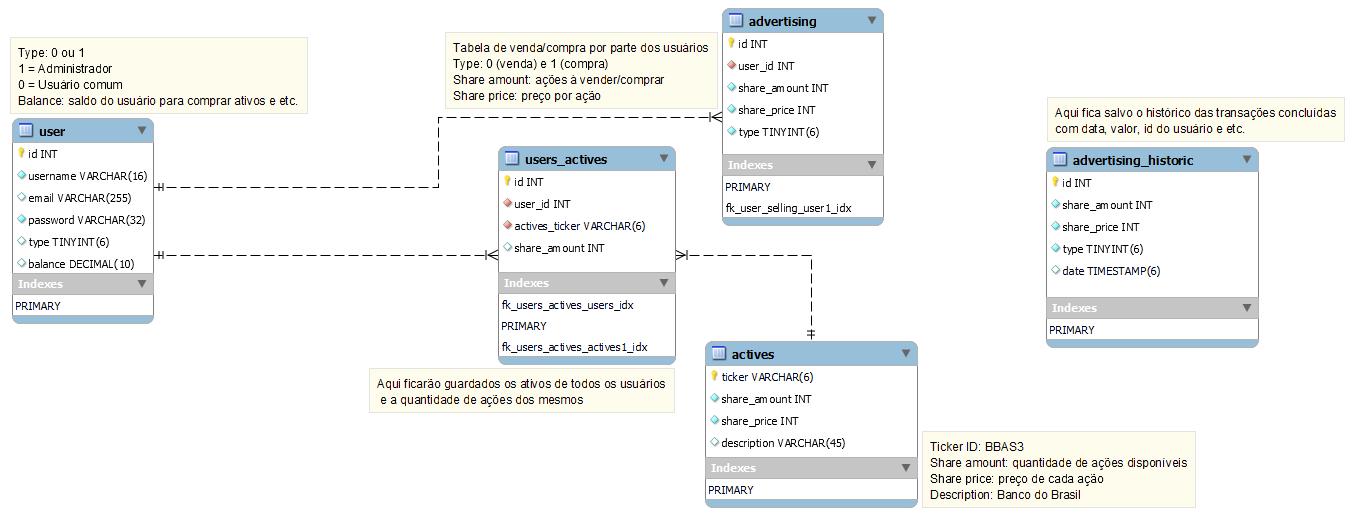 Type: 0 ou 1
1 = Administrador
0 = Usuário comum
Balance: saldo do usuário para comprar ativos e etc.
user
id INT
username VARCHAR(16)
email VARCHAR(255)
password VARCHAR(32)
type TINYINT(6)
balance DECIMAL(10)
Indexes
PRIMARY
Tabela de venda/compra por parte dos usuários
Type: 0 (venda) e 1 (compra)
Share amount: ações à vender/comprar
Share price: preço por ação
advertising
id INT
user_id INT
share_amount INT
share_price INT
type TINYINT(6)
Indexes
PRIMARY
fk_user_selling_user1_idx
users_actives
id INT
user_id INT
actives_ticker VARCHAR(6)
share_amount INT
Indexes
fk_users_actives_users_idx
PRIMARY
fk_users_actives_actives1_idx
Aqui ficarão guardados os ativos de todos os usuários
e a quantidade de ações dos mesmos
actives
ticker VARCHAR(6)
share_amount INT
share_price INT
description VARCHAR(45)
Indexes
PRIMARY
Ticker ID: BBAS3
Share amount: quantidade de ações disponíveis
Share price: preço de cada ação
Description: Banco do Brasil
Aqui fica salvo o histórico das transações concluídas
com data, valor, id do usuário e etc.
advertising_historic
id INT
share_amount INT
share_price INT
type TINYINT(6)
date TIMESTAMP(6)
Indexes
PRIMARY